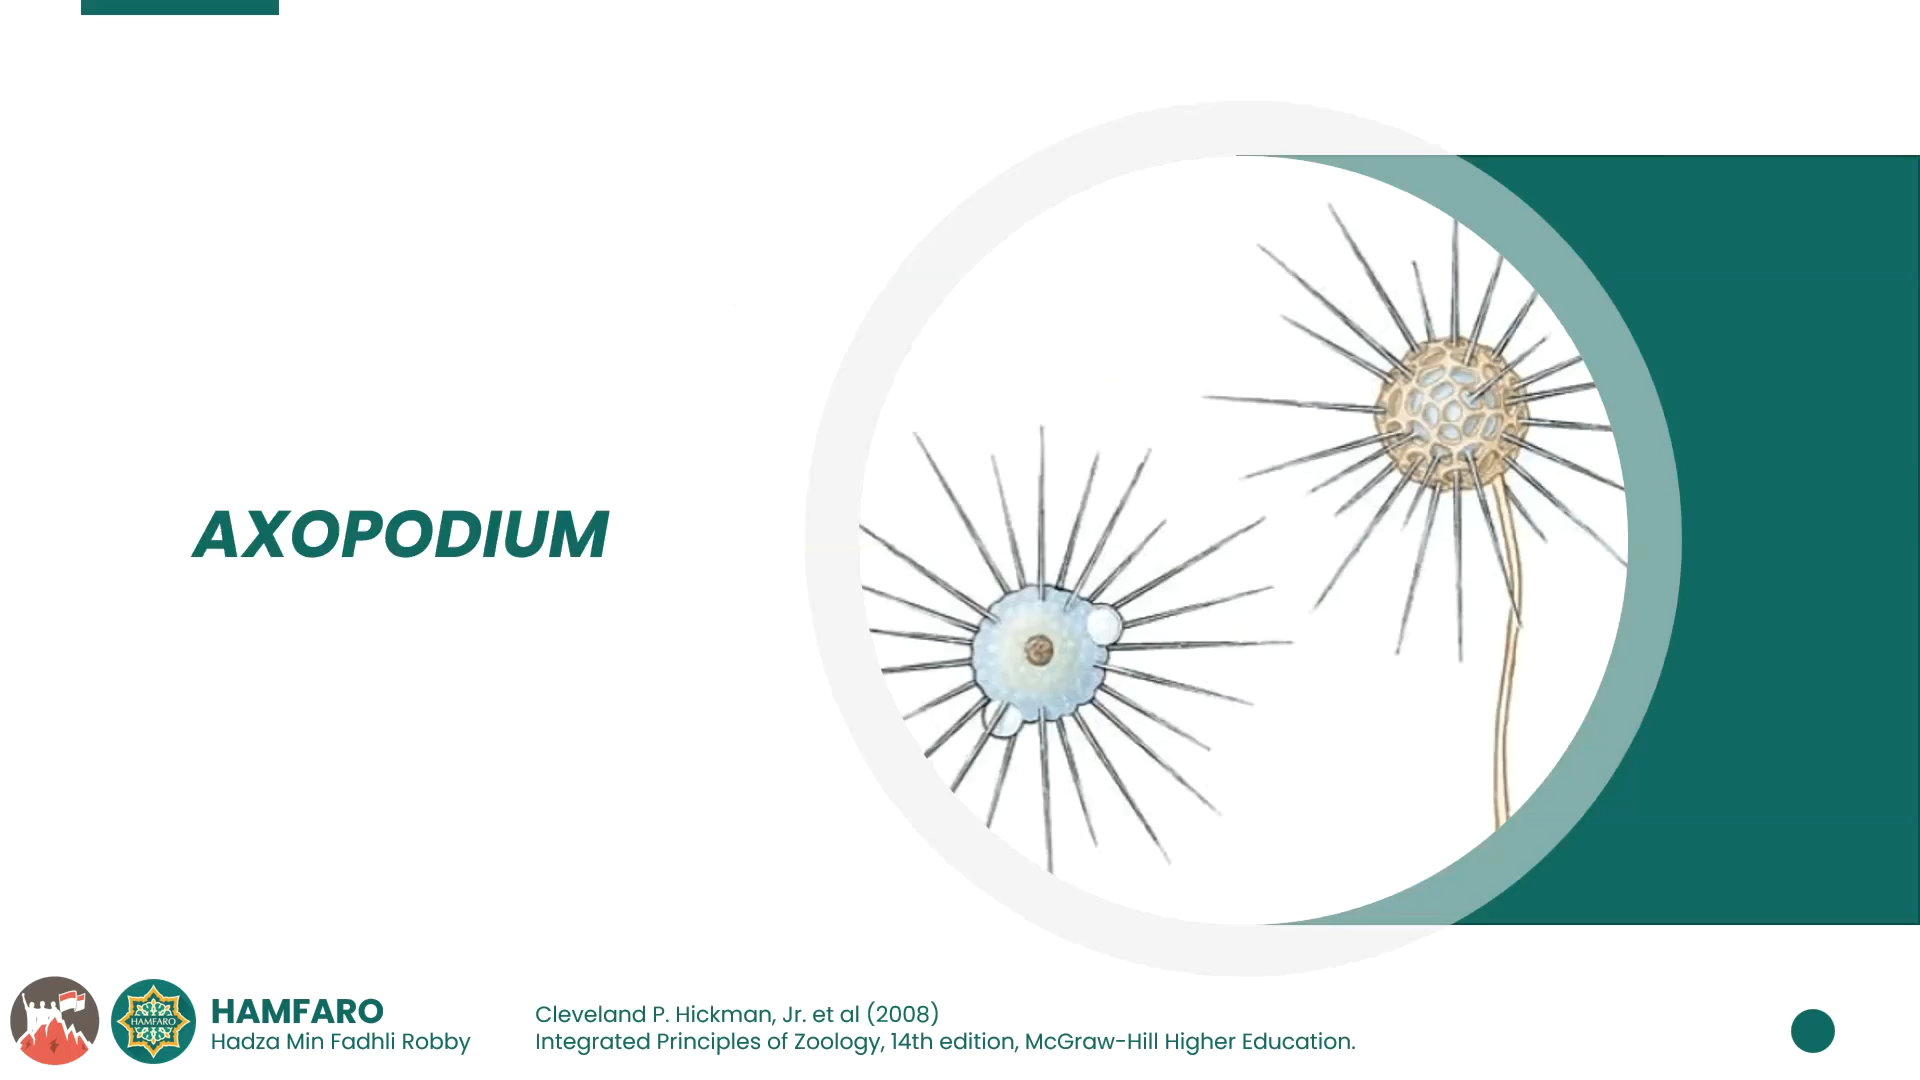 AXOPODIUM
HAMFARO
HAMFARO
Hadza Min Fadhli Robby
Cleveland P. Hickman, Jr. et al (2008)
Integrated Principles of Zoology, 14th edition, McGraw-Hill Higher Education.